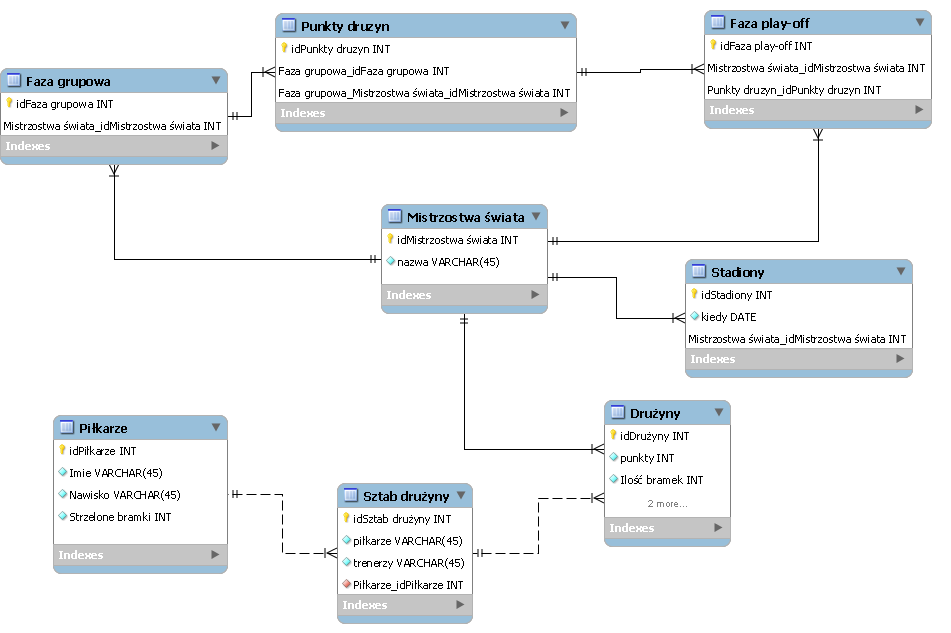 Punkty druzyn
idPunkty druzyn INT
Faza grupowa_idFaza grupowa INT
Faza grupowa_Mistrzostwa świata_idMistrzostwa świata INT
Indexes
Faza play-off
idFaza play-off INT
Mistrzostwa świata_idMistrzostwa świata INT
Punkty druzyn_idPunkty druzyn INT
Indexes
Faza grupowa
idFaza grupowa INT
Mistrzostwa świata_idMistrzostwa świata INT
Indexes
Mistrzostwa świata
idMistrzostwa świata INT
nazwa VARCHAR(45)
Indexes
Stadiony
idStadiony INT
kiedy DATE
Mistrzostwa świata_idMistrzostwa świata INT
Indexes
Piłkarze
idPiłkarze INT
Imie VARCHAR(45)
Nawisko VARCHAR(45)
Strzelone bramki INT
Indexes
Sztab drużyny
idSztab drużyny INT
piłkarze VARCHAR(45)
trenerzy VARCHAR(45)
Piłkarze_idPiłkarze INT
Indexes
Drużyny
idDrużyny INT
punkty INT
Ilość bramek INT
2 more...
Indexes